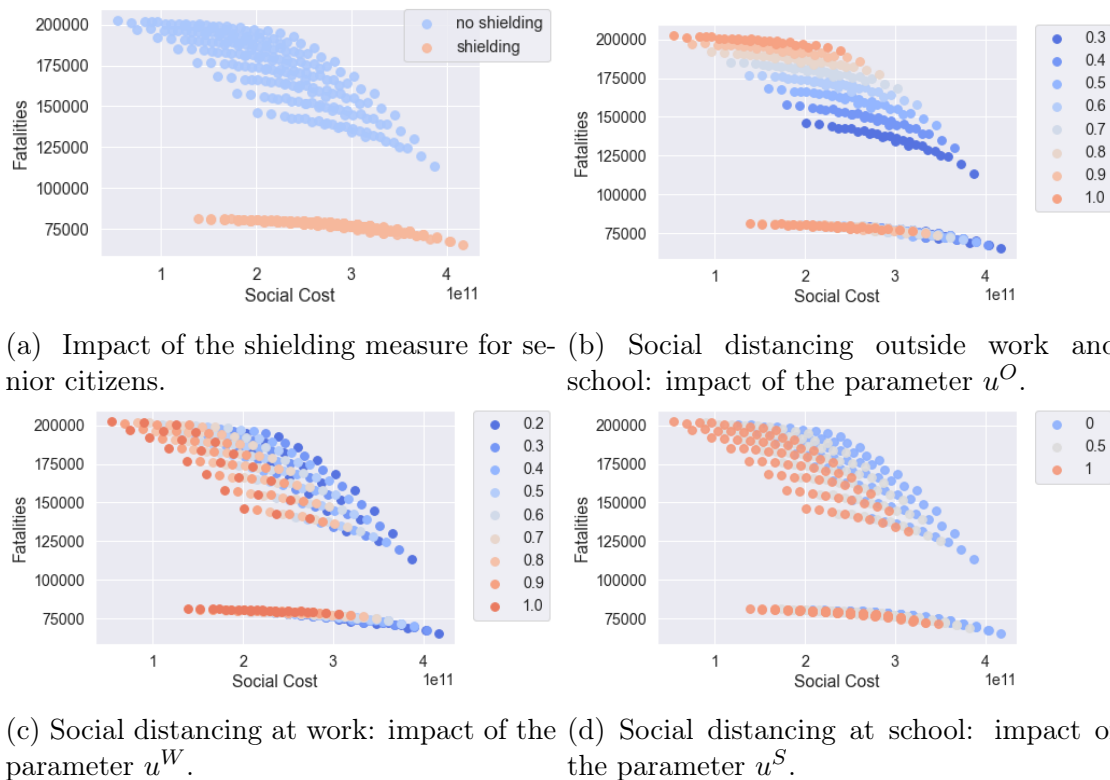 200000
175000
150000
125000
100000
75000
Fatalities
no shielding
shielding
1 2 3 4
Social Cost
1e11
200000
175000
150000
125000
100000
75000
Fatalities
0.3
0.4
0.5
0.6
0.7
0.8
0.9
1.0
1 2 3 4
Social Cost
1e11
(a) Impact of the shielding measure for se-
nior citizens.
(b) Social distancing outside work and
school: impact of the parameter u^O.
200000
175000
150000
125000
100000
75000
Fatalities
0.2
0.3
0.4
0.5
0.6
0.7
0.8
0.9
1.0
1 2 3 4
Social Cost
1e11
200000
175000
150000
125000
100000
75000
Fatalities
0
0.5
1
1 2 3 4
Social Cost
1e11
(c) Social distancing at work: impact of the
parameter u^W.
(d) Social distancing at school: impact of
the parameter u^S.